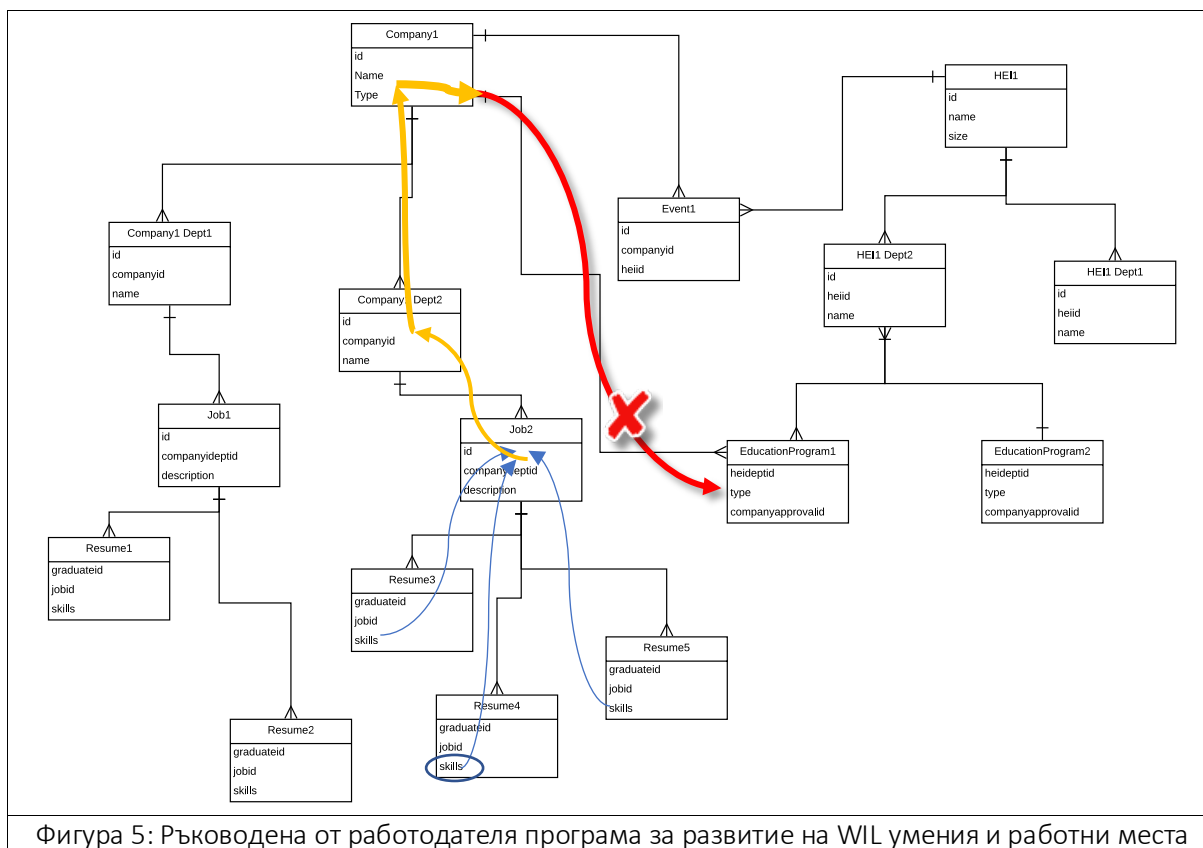 Company1
id
Name
Type
HEI1
id
name
size
Event1
id
companyid
heiid
Company1 Dept1
id
companyid
name
HEI1 Dept2
id
heiid
name
HEI1 Dept1
id
heiid
name
Company Dept2
id
companyid
name
Job1
id
companyideptid
description
Job2
id
companydeptid
description
EducationProgram1
heideptid
type
companyapprovalid
EducationProgram2
heideptid
type
companyapprovalid
Resume1
graduateid
jobid
skills
Resume3
graduateid
jobid
skills
Resume5
graduateid
jobid
skills
Resume4
graduateid
jobid
skills
Resume2
graduateid
jobid
skills
Фигура 5: Ръководена от работодателя програма за развитие на WIL умения и работни места